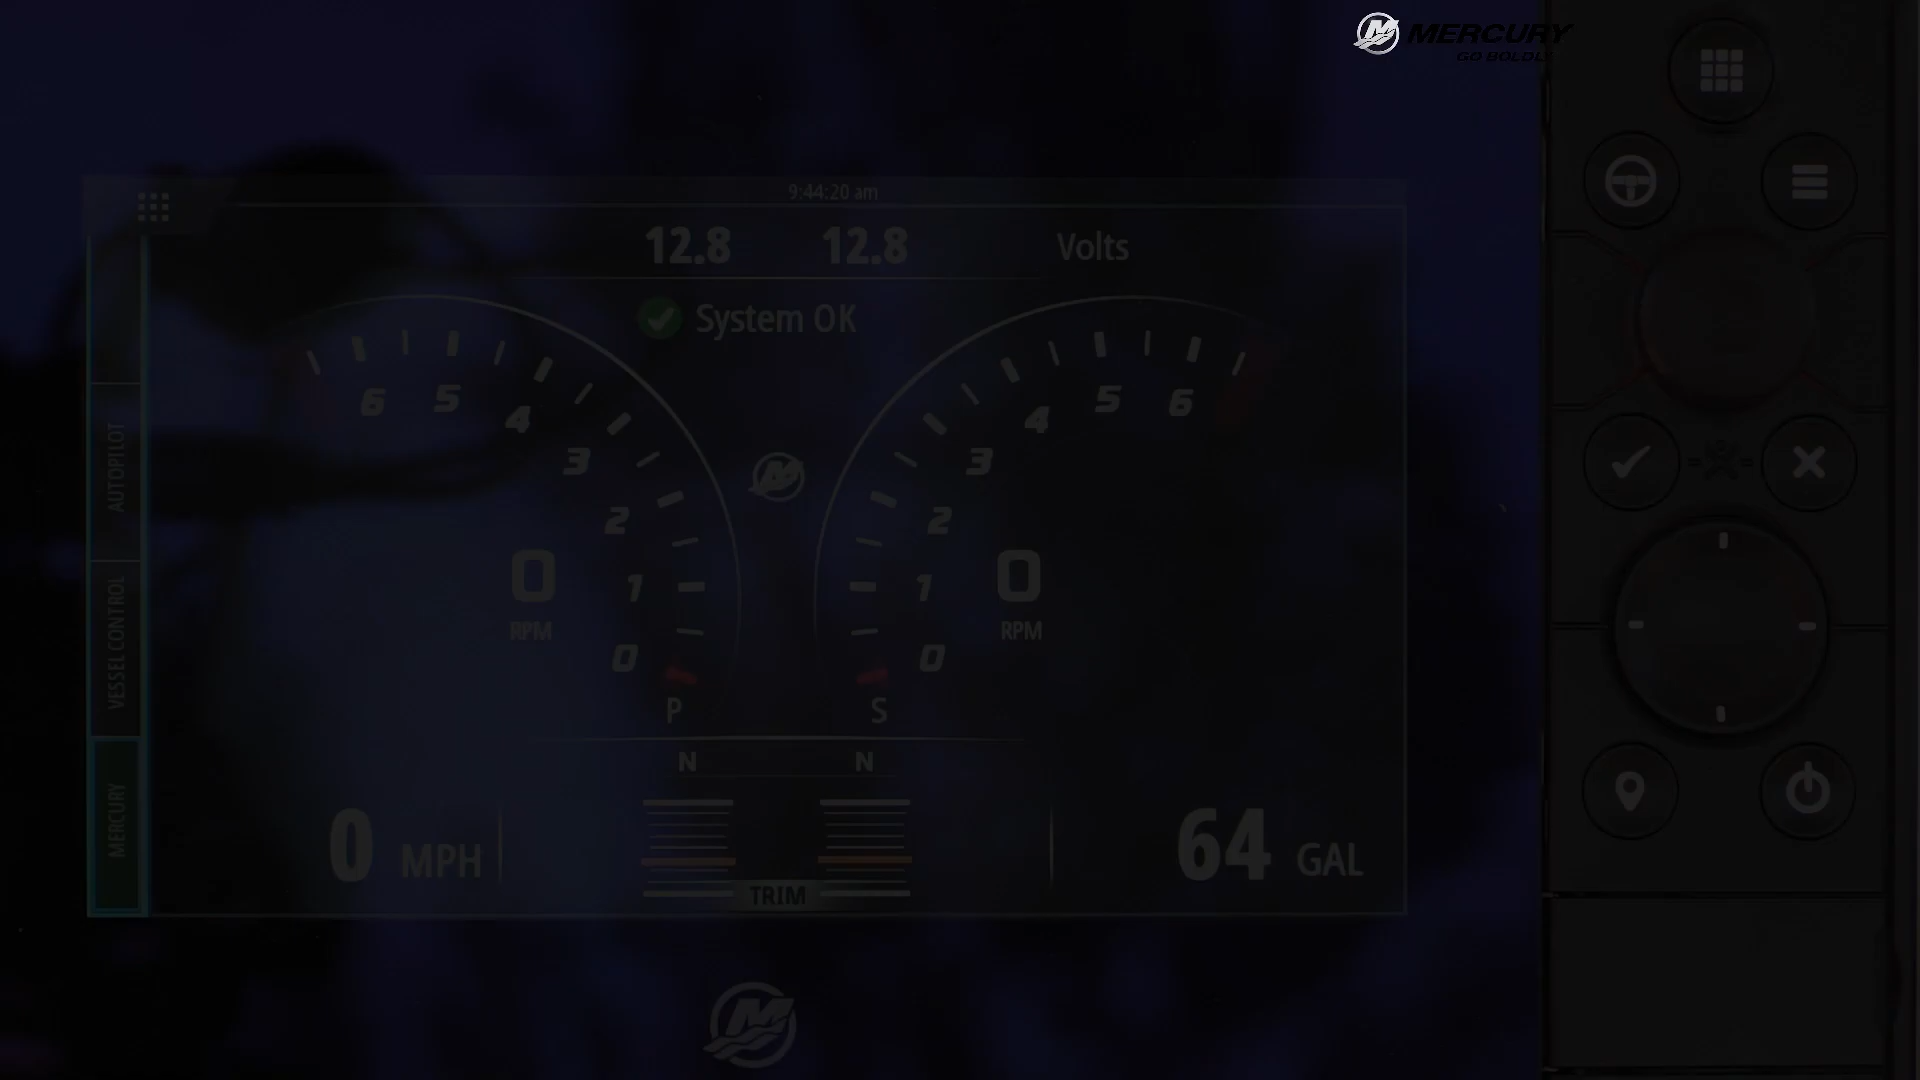 MERCURY
GO BOLDLY
9:44:20 am
12.8 12.8 Volts
System OK
6 5 4 3 2 1 0
6 5 4 3 2 1 0
0 RPM
0 RPM
P S
N N
0 MPH
TRIM
64 GAL
AUTOPILOT
VESSEL CONTROL
MERCURY